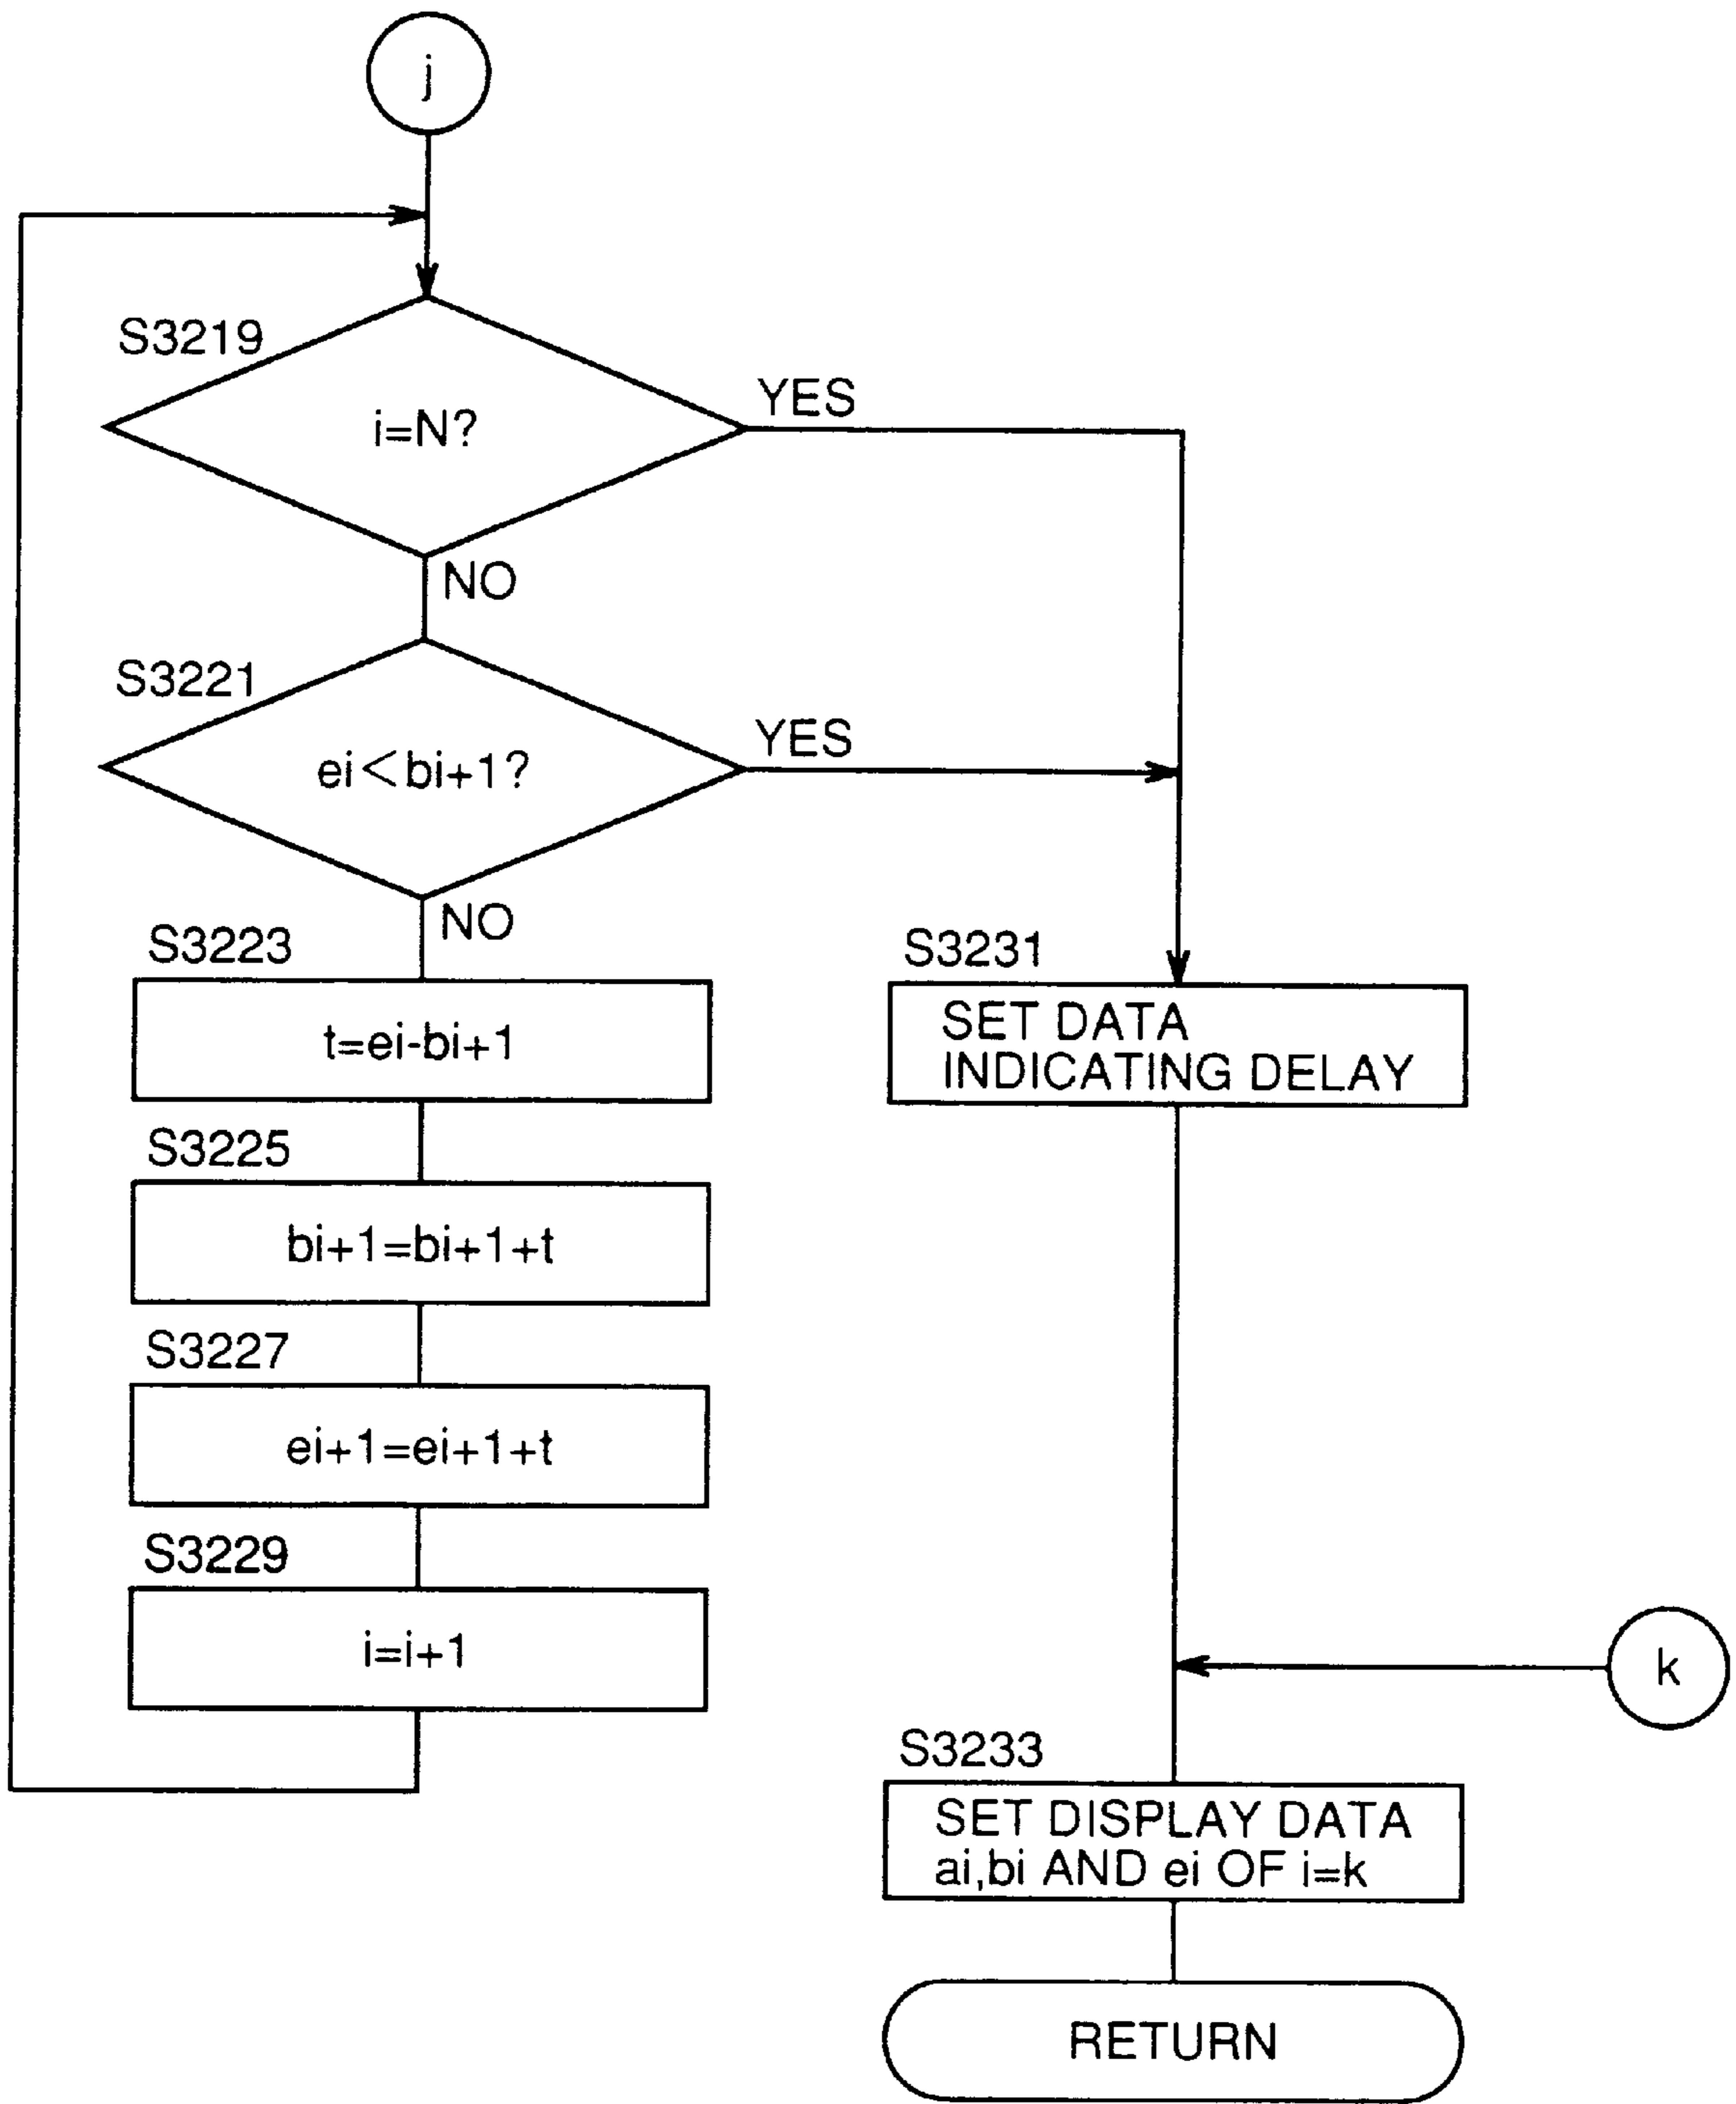 j
S3219
i=N?
YES
NO
S3221
ei<bi+1?
YES
NO
S3223
t=ei-bi+1
S3225
bi+1=bi+1+t
S3227
ei+1=ei+1+t
S3229
i=i+1
S3231
SET DATA
INDICATING DELAY
k
S3233
SET DISPLAY DATA
ai,bi AND ei OF i=k
RETURN